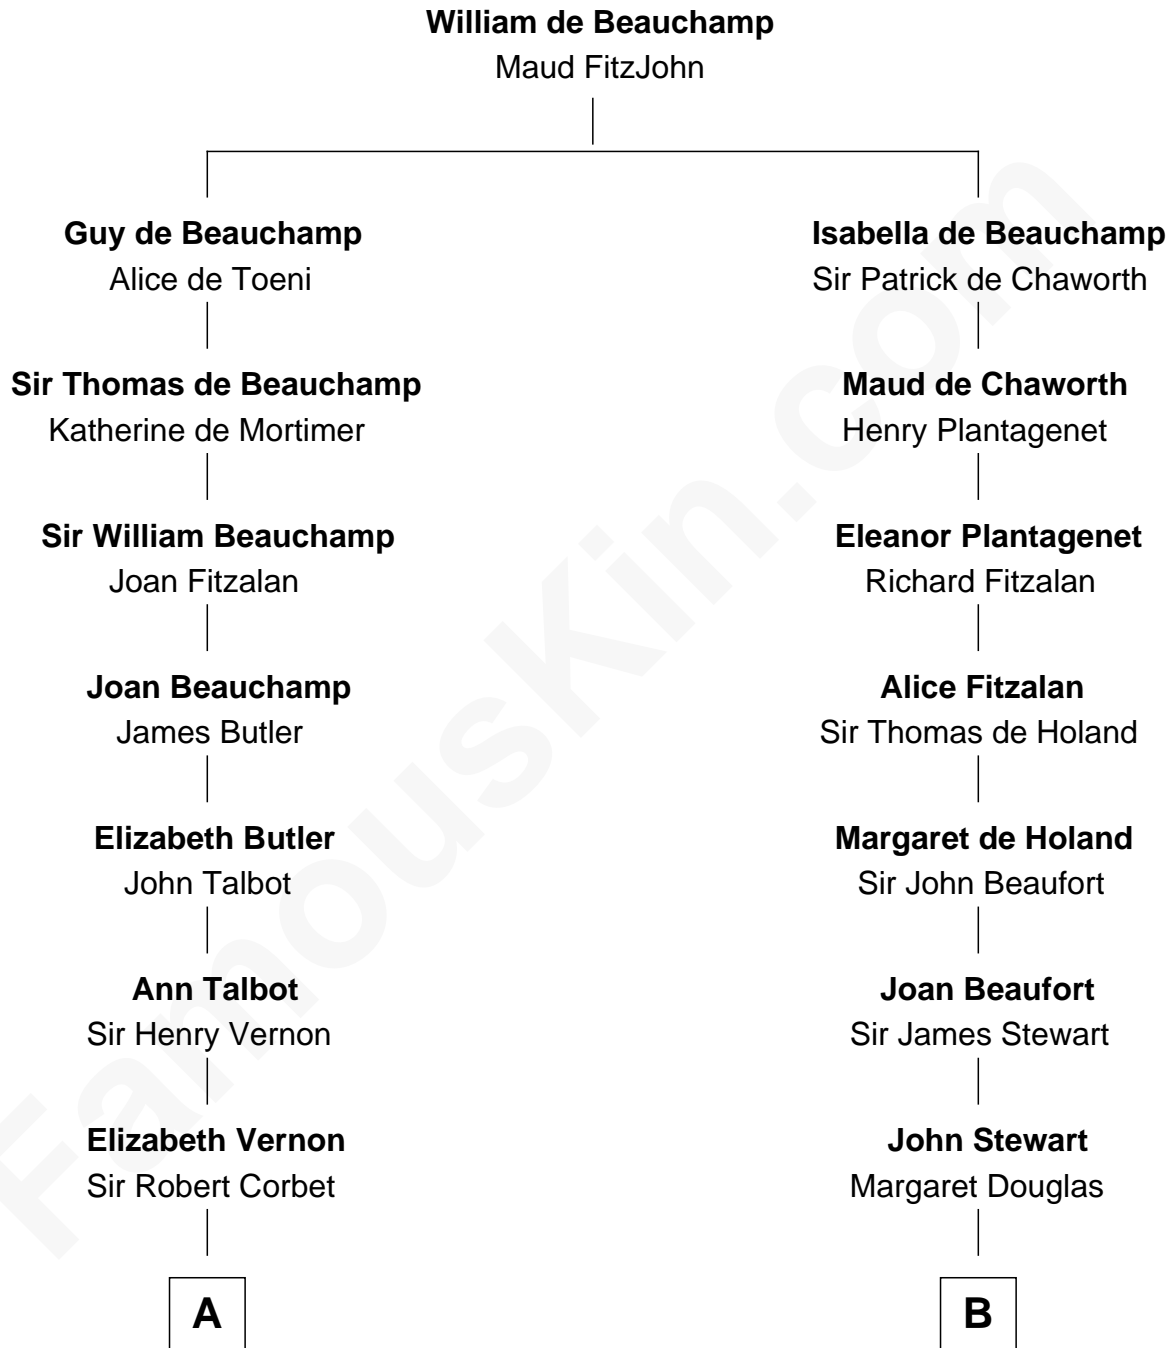 William de Beauchamp
Maud FitzJohn
Guy de Beauchamp
Alice de Toeni
Isabella de Beauchamp
Sir Patrick de Chaworth
Sir Thomas de Beauchamp
Katherine de Mortimer
Maud de Chaworth
Henry Plantagenet
Sir William Beauchamp
Joan Fitzalan
Eleanor Plantagenet
Richard Fitzalan
Joan Beauchamp
James Butler
Alice Fitzalan
Sir Thomas de Holand
Elizabeth Butler
John Talbot
Margaret de Holand
Sir John Beaufort
Ann Talbot
Sir Henry Vernon
Joan Beaufort
Sir James Stewart
Elizabeth Vernon
Sir Robert Corbet
John Stewart
Margaret Douglas
A
B
FamousKin.com